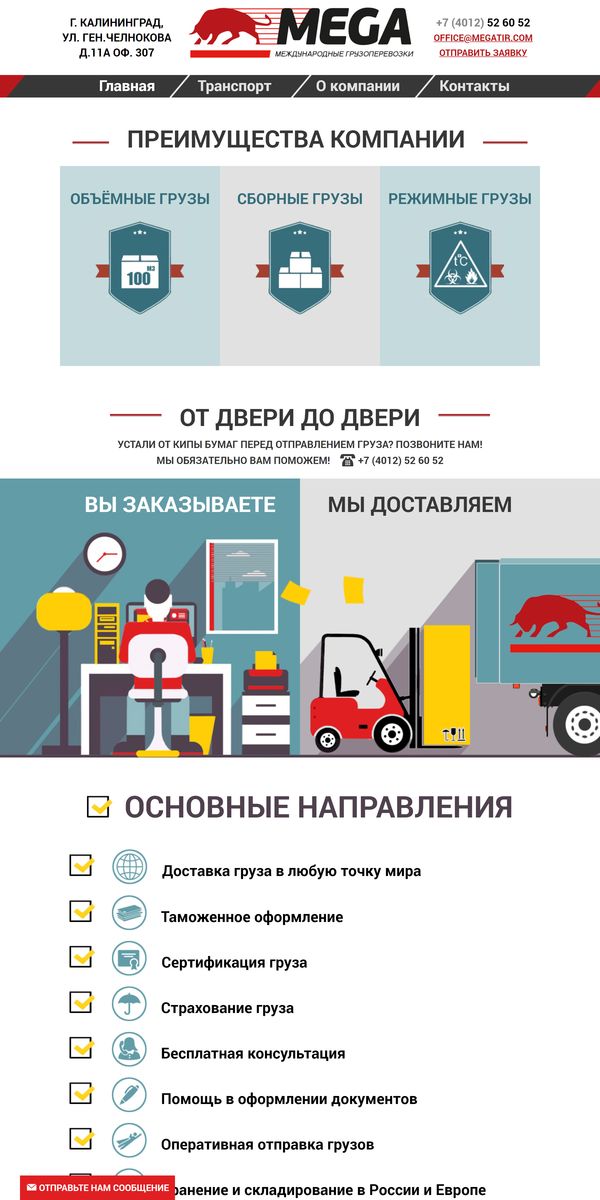 Г. КАЛИНИНГРАД,
УЛ. ГЕН.ЧЕЛНОКОВА
Д.11А ОФ. 307
MEGA
МЕЖДУНАРОДНЫЕ ГРУЗОПЕРЕВОЗКИ
+7 (4012) 52 60 52
OFFICE@MEGATIR.COM
ОТПРАВИТЬ ЗАЯВКУ
Главная Транспорт О компании Контакты
ПРЕИМУЩЕСТВА КОМПАНИИ
ОБЪЁМНЫЕ ГРУЗЫ СБОРНЫЕ ГРУЗЫ РЕЖИМНЫЕ ГРУЗЫ
100 М3
t°C
ОТ ДВЕРИ ДО ДВЕРИ
УСТАЛИ ОТ КИПЫ БУМАГ ПЕРЕД ОТПРАВЛЕНИЕМ ГРУЗА? ПОЗВОНИТЕ НАМ!
МЫ ОБЯЗАТЕЛЬНО ВАМ ПОМОЖЕМ! +7 (4012) 52 60 52
ВЫ ЗАКАЗЫВАЕТЕ МЫ ДОСТАВЛЯЕМ
ОСНОВНЫЕ НАПРАВЛЕНИЯ
Доставка груза в любую точку мира
Таможенное оформление
Сертификация груза
Страхование груза
Бесплатная консультация
Помощь в оформлении документов
Оперативная отправка грузов
ранение и складирование в России и Европе
ОТПРАВЬТЕ НАМ СООБЩЕНИЕ